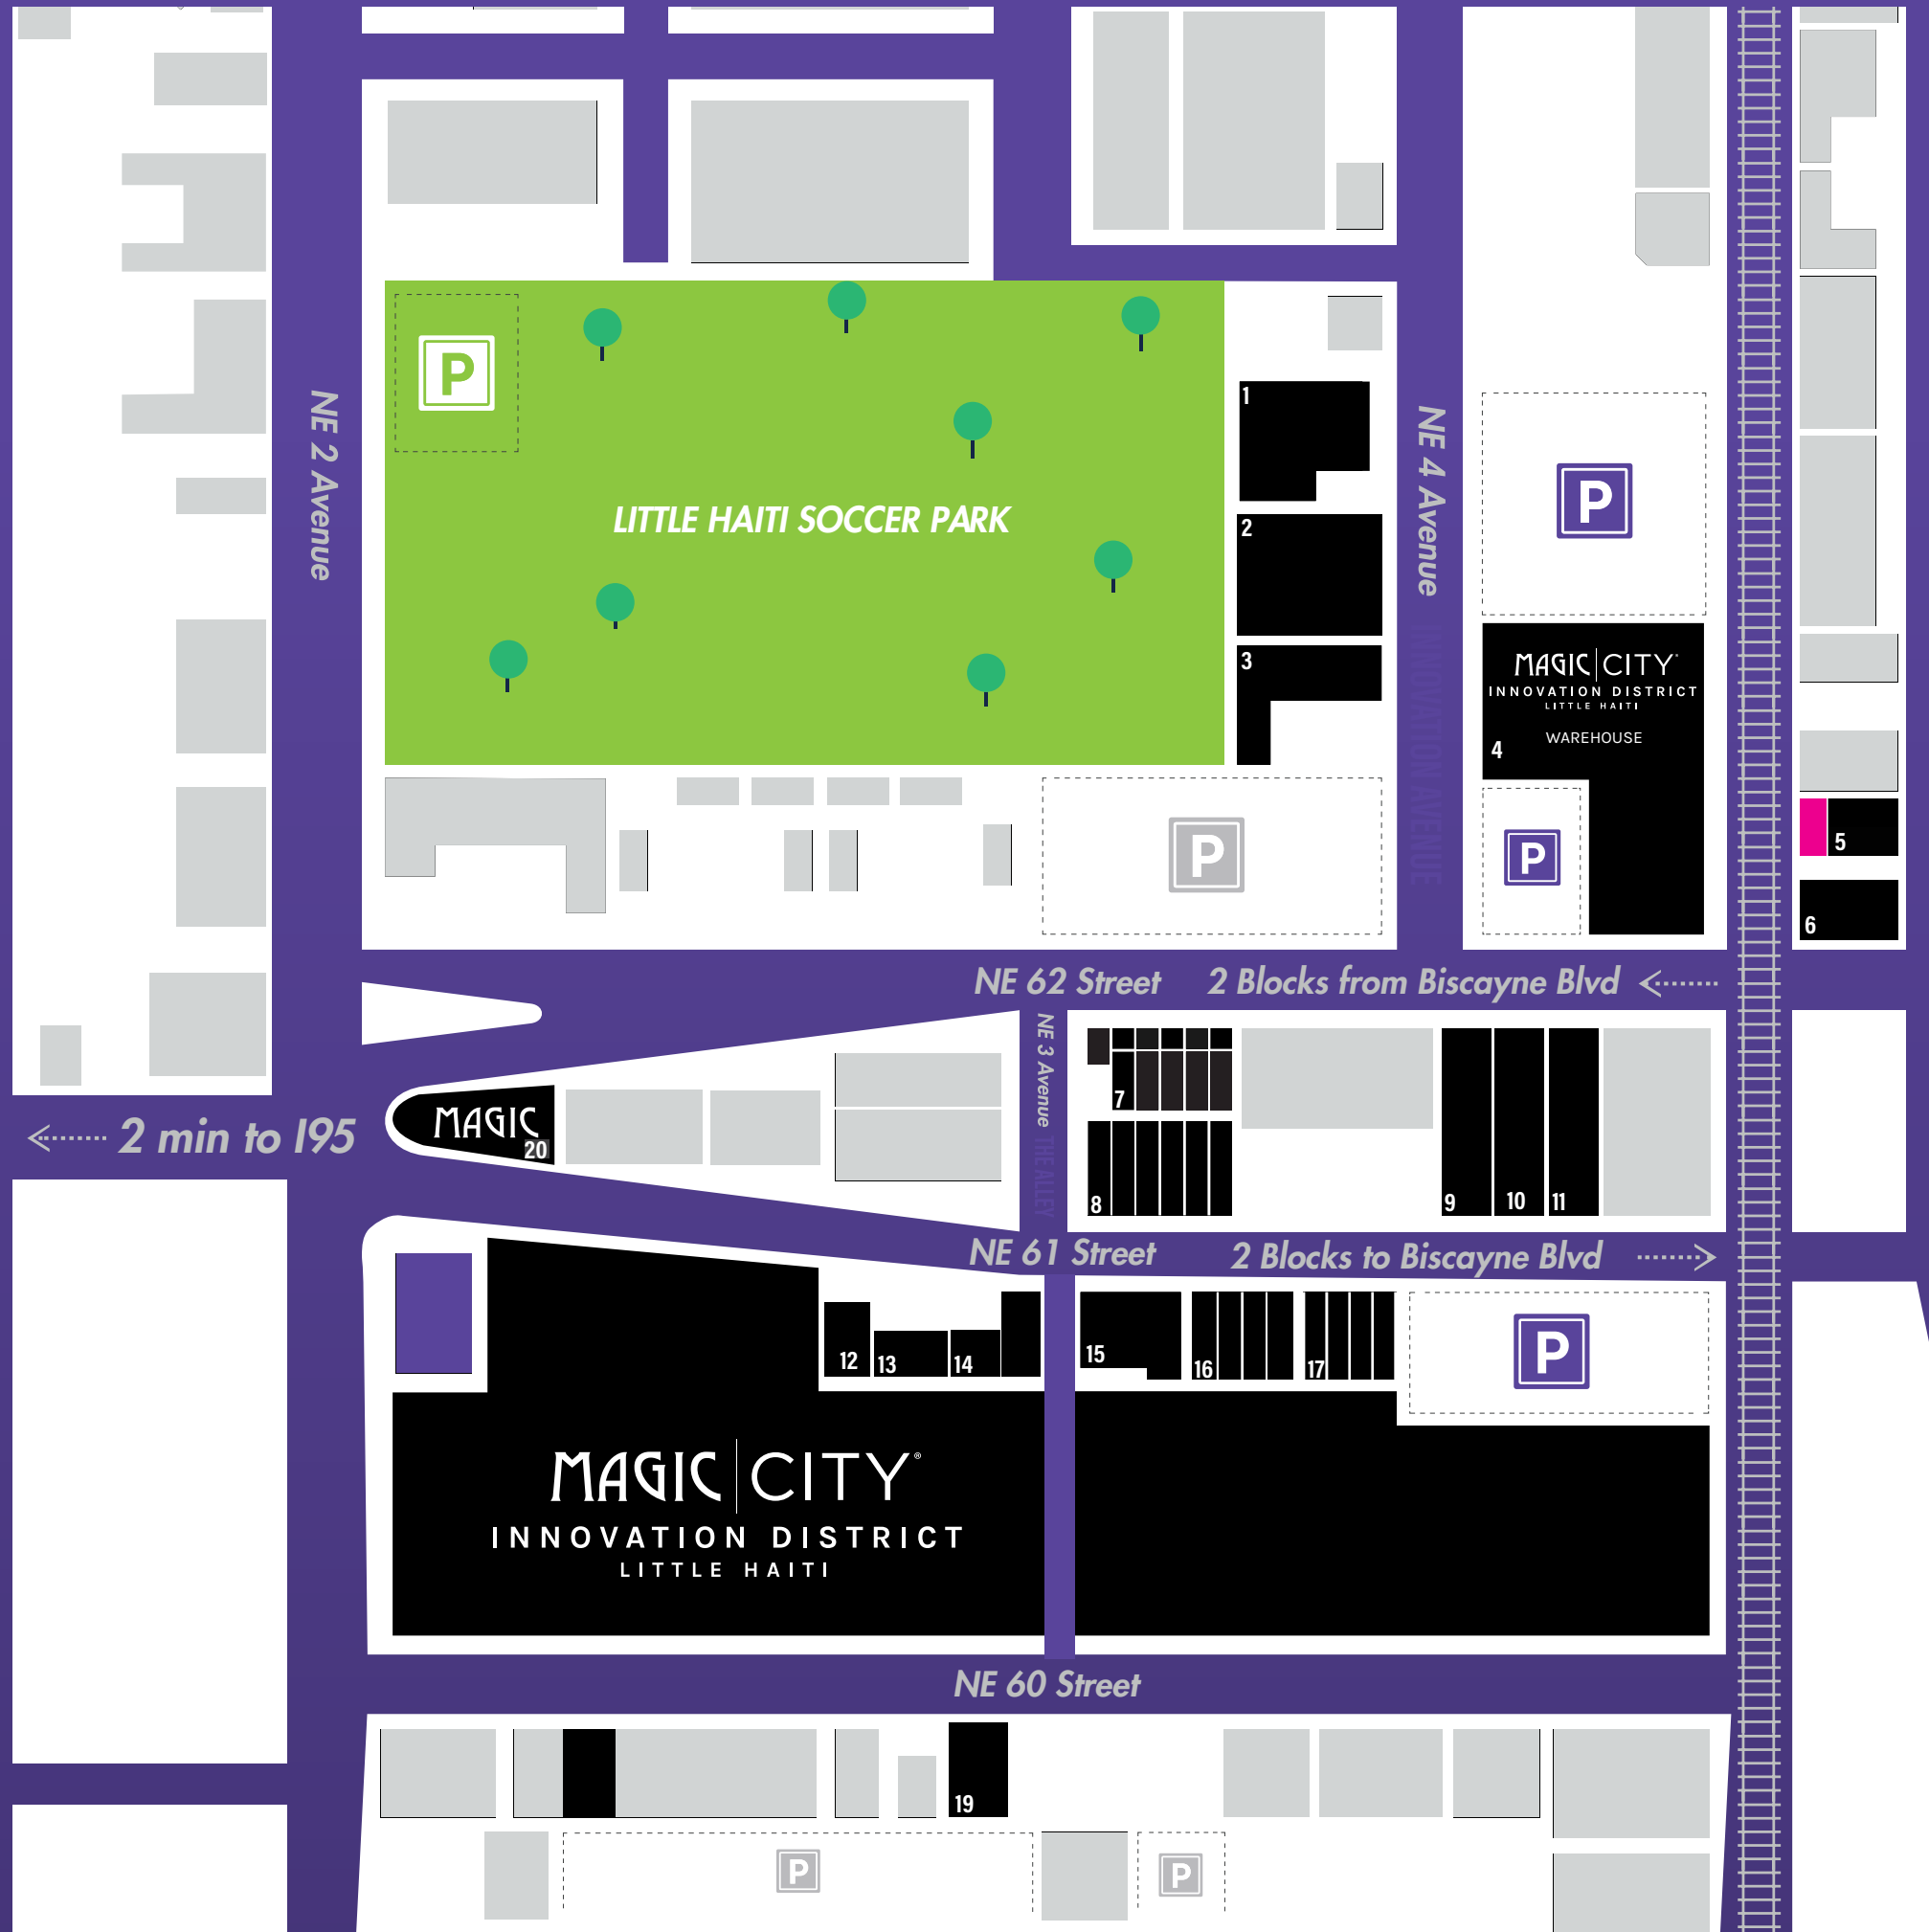 P
NE 2 Avenue
LITTLE HAITI SOCCER PARK
1
2
3
NE 4 Avenue
INNOVATION AVENUE
P
MAGIC CITY
INNOVATION DISTRICT
LITTLE HAITI
WAREHOUSE
4
P
P
5
6
NE 62 Street 2 Blocks from Biscayne Blvd
NE 3 Avenue THE ALLEY
2 min to I95
MAGIC
20
7
8
9
10
11
NE 61 Street 2 Blocks to Biscayne Blvd
12
13
14
15
16
17
P
MAGIC CITY®
INNOVATION DISTRICT
LITTLE HAITI
NE 60 Street
19
P
P